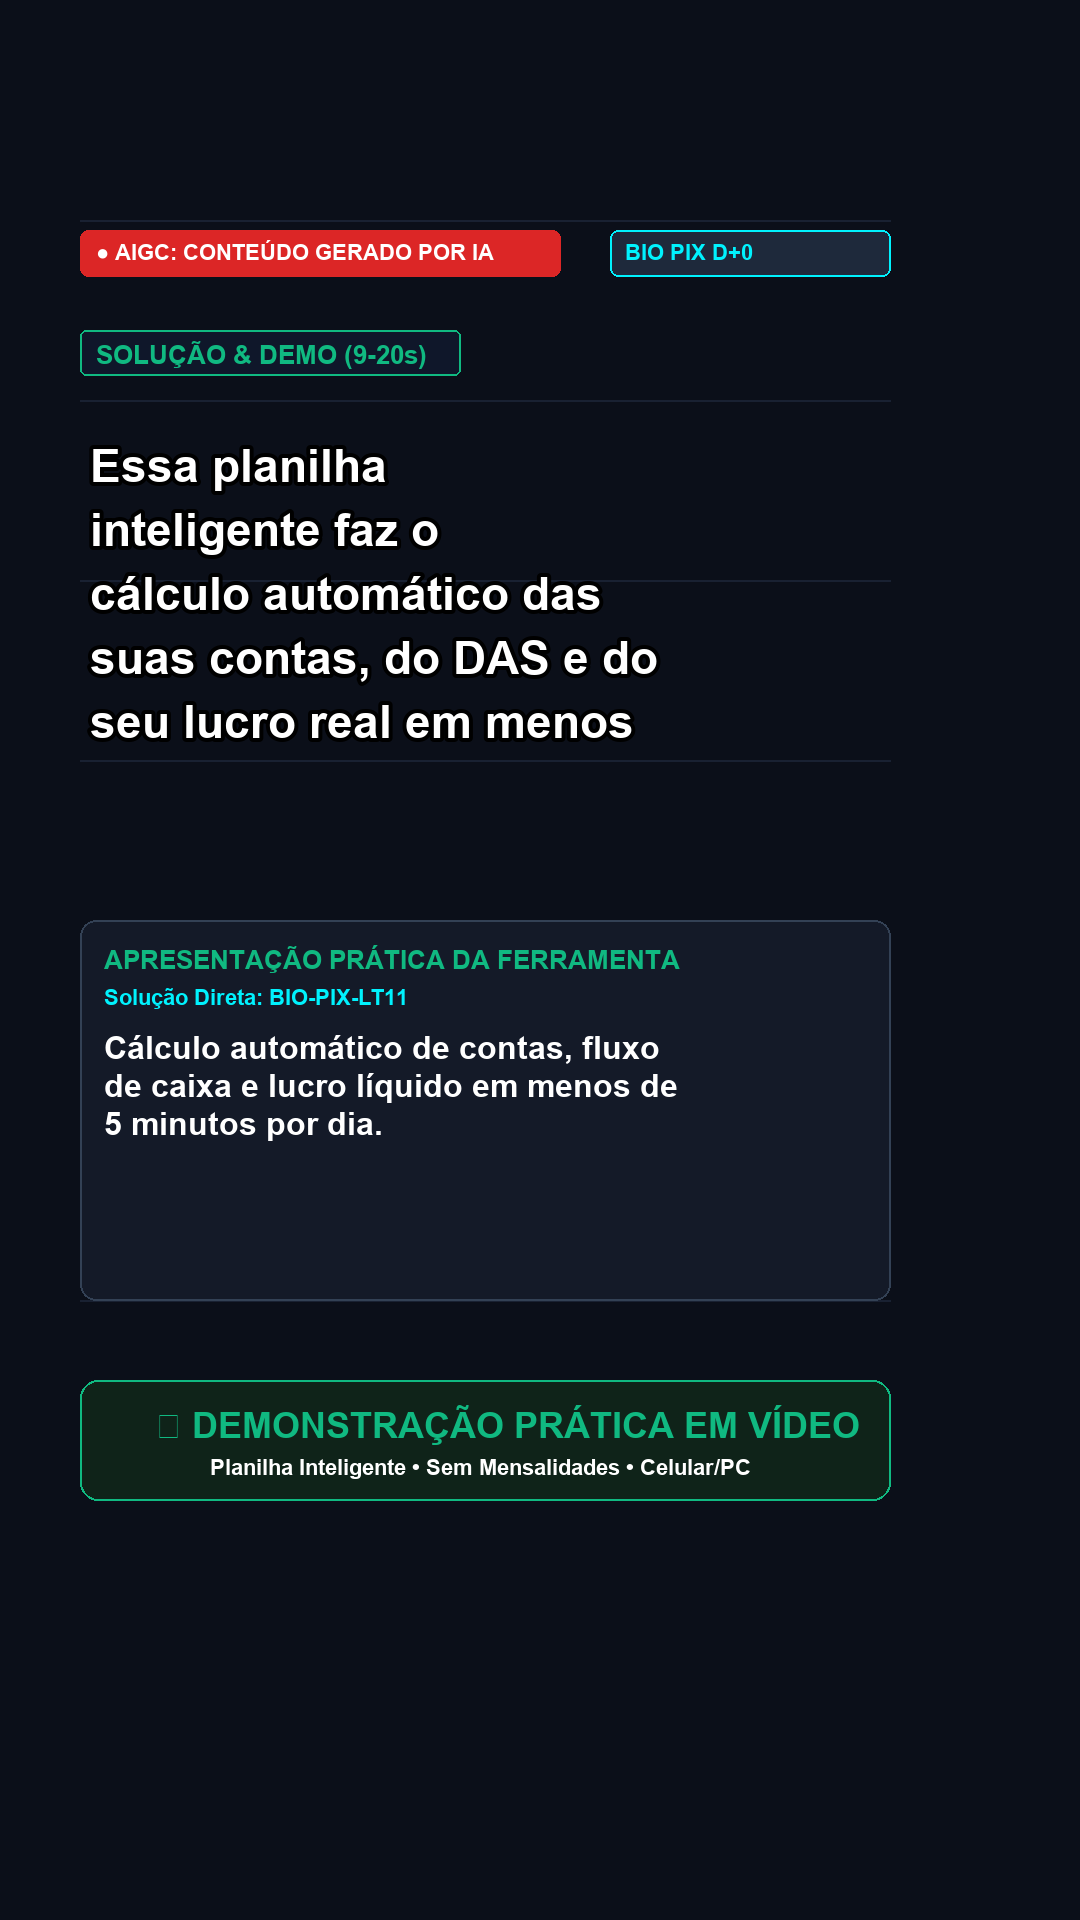 ● AIGC: CONTEÚDO GERADO POR IA
BIO PIX D+0
SOLUÇÃO & DEMO (9-20s)
Essa planilha
inteligente faz o
cálculo automático das
suas contas, do DAS e do
seu lucro real em menos
APRESENTAÇÃO PRÁTICA DA FERRAMENTA
Solução Direta: BIO-PIX-LT11
Cálculo automático de contas, fluxo
de caixa e lucro líquido em menos de
5 minutos por dia.
DEMONSTRAÇÃO PRÁTICA EM VÍDEO
Planilha Inteligente • Sem Mensalidades • Celular/PC